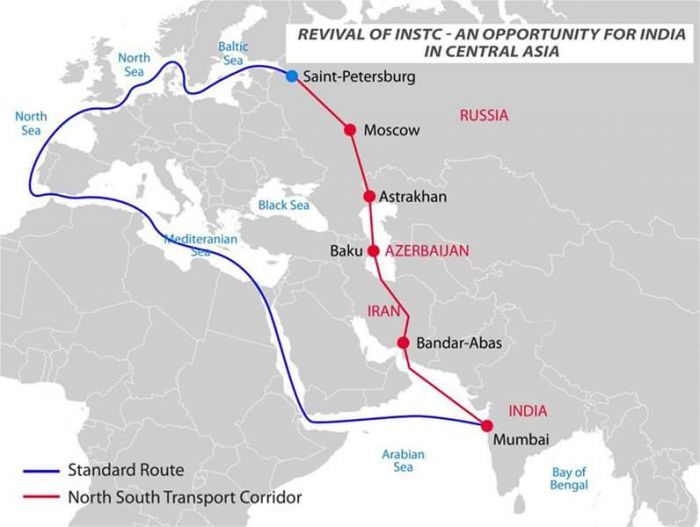 REVIVAL OF INSTC - AN OPPORTUNITY FOR INDIA
IN CENTRAL ASIA
Baltic
Sea
North
Sea
Saint-Petersburg
North
Sea
RUSSIA
Moscow
Astrakhan
Black Sea
Mediteranian
Sea
Baku
AZERBAIJAN
IRAN
Bandar-Abas
INDIA
Mumbai
Arabian
Sea
Bay of
Bengal
Standard Route
North South Transport Corridor